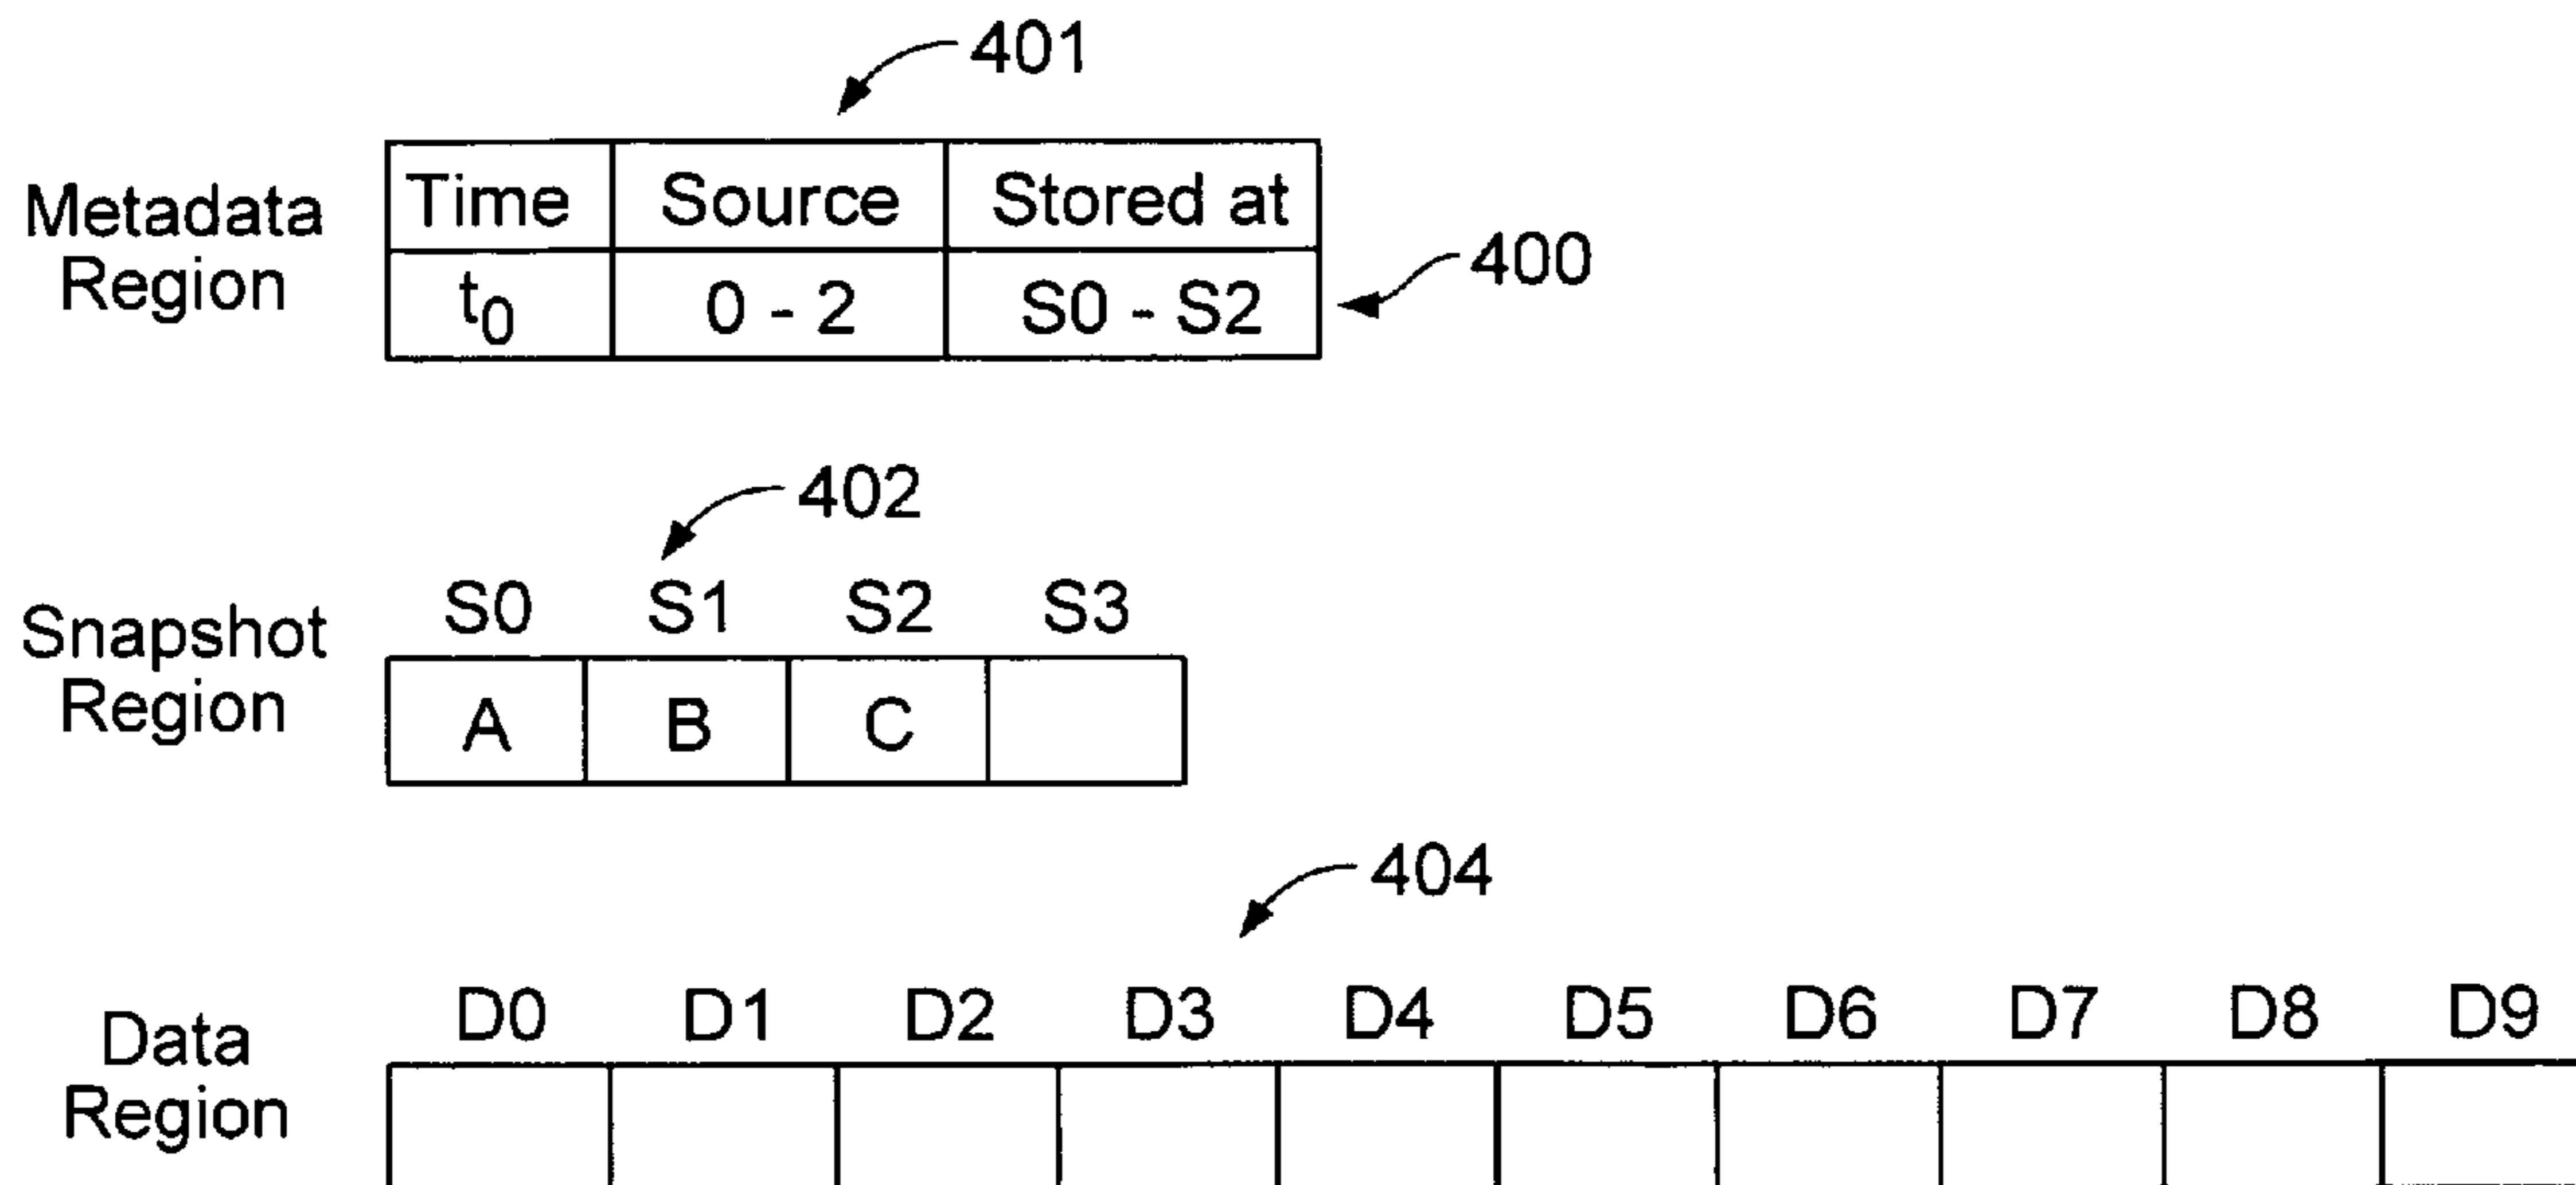 401
Metadata
Region
Time Source Stored at
t₀ 0 - 2 S0 - S2
400
402
Snapshot
Region
S0 S1 S2 S3
A B C
404
Data
Region
D0 D1 D2 D3 D4 D5 D6 D7 D8 D9